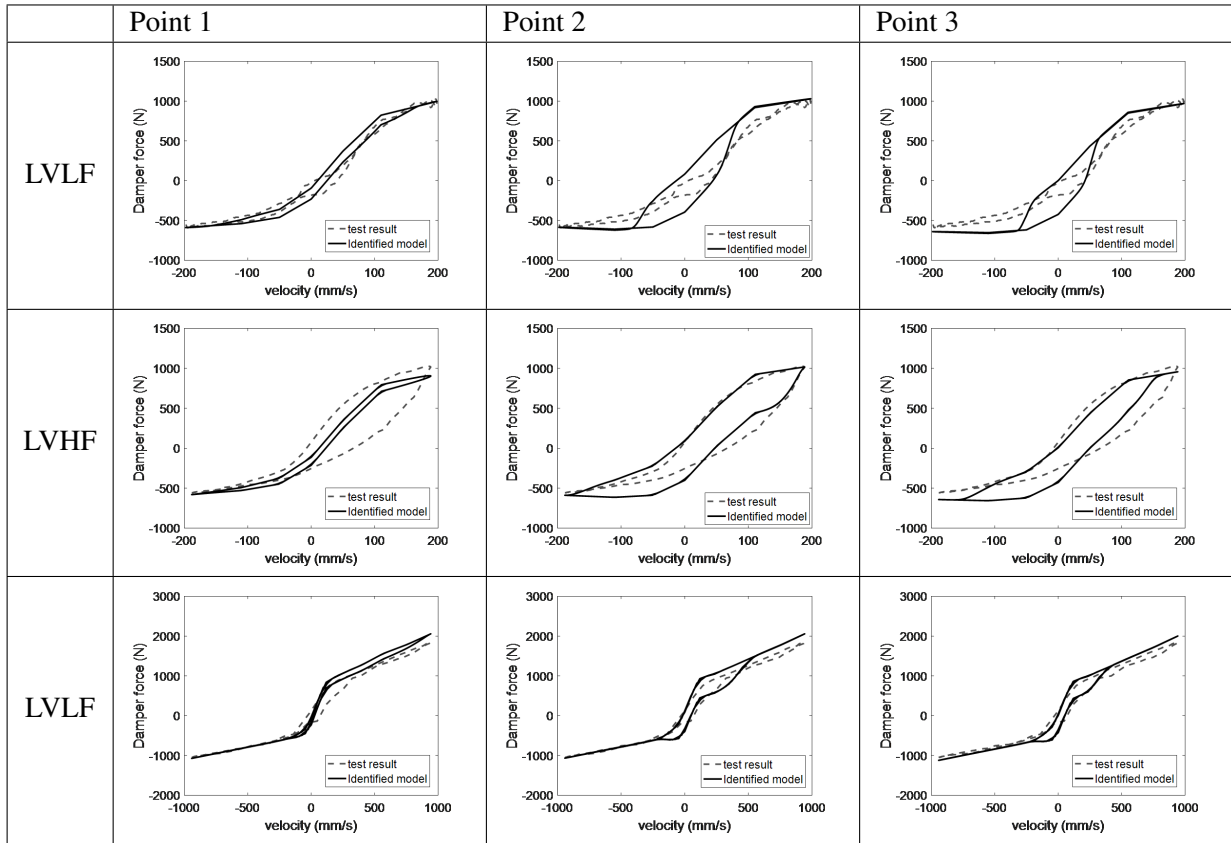 Point 1 Point 2 Point 3
LVLF
1500
1000
500
0
-500
-1000
-200 -100 0 100 200
Damper force (N)
velocity (mm/s)
test result
Identified model
1500
1000
500
0
-500
-1000
-200 -100 0 100 200
Damper force (N)
velocity (mm/s)
test result
Identified model
1500
1000
500
0
-500
-1000
-200 -100 0 100 200
Damper force (N)
velocity (mm/s)
test result
Identified model
LVHF
1500
1000
500
0
-500
-1000
-200 -100 0 100 200
Damper force (N)
velocity (mm/s)
test result
Identified model
1500
1000
500
0
-500
-1000
-200 -100 0 100 200
Damper force (N)
velocity (mm/s)
test result
Identified model
1500
1000
500
0
-500
-1000
-200 -100 0 100 200
Damper force (N)
velocity (mm/s)
test result
Identified model
LVLF
3000
2000
1000
0
-1000
-2000
-1000 -500 0 500 1000
Damper force (N)
velocity (mm/s)
test result
Identified model
3000
2000
1000
0
-1000
-2000
-1000 -500 0 500 1000
Damper force (N)
velocity (mm/s)
test result
Identified model
3000
2000
1000
0
-1000
-2000
-1000 -500 0 500 1000
Damper force (N)
velocity (mm/s)
test result
Identified model